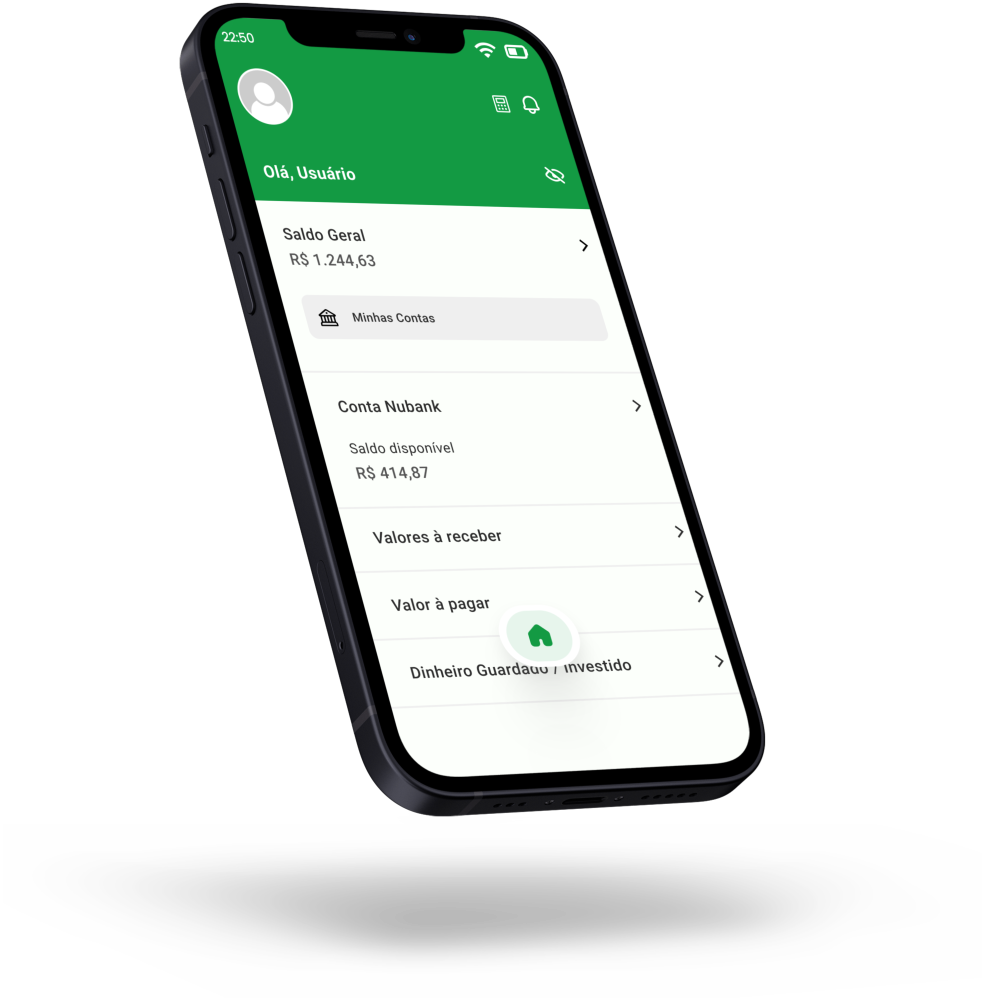 22:50
Olá, Usuário
Saldo Geral
R$ 1.244,63
Minhas Contas
Conta Nubank
Saldo disponível
R$ 414,87
Valores à receber
Valor à pagar
Dinheiro Guardado / Investido